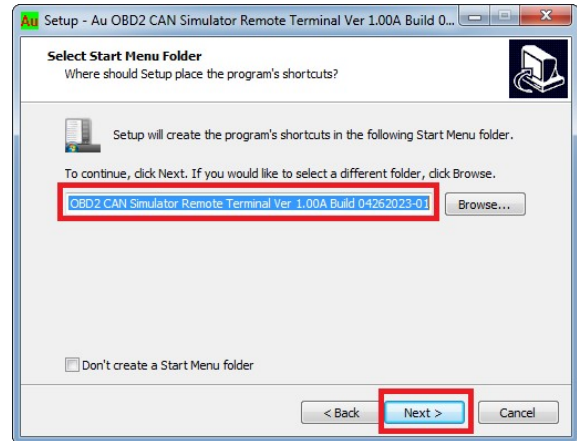 Au Setup - Au OBD2 CAN Simulator Remote Terminal Ver 1.00A Build 0...
Select Start Menu Folder
Where should Setup place the program's shortcuts?
Setup will create the program's shortcuts in the following Start Menu folder.
To continue, click Next. If you would like to select a different folder, click Browse.
OBD2 CAN Simulator Remote Terminal Ver 1.00A Build 04262023-01 Browse...
Don't create a Start Menu folder
< Back Next > Cancel